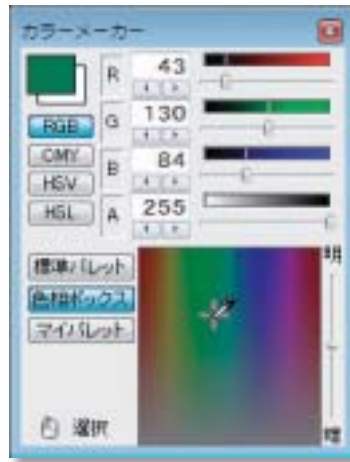 カラーメーカー
R 43
RGB G 130
CMY B 84
HSV
HSL A 255
標準パレット 明
色相ボックス
マイパレット
選択 暗